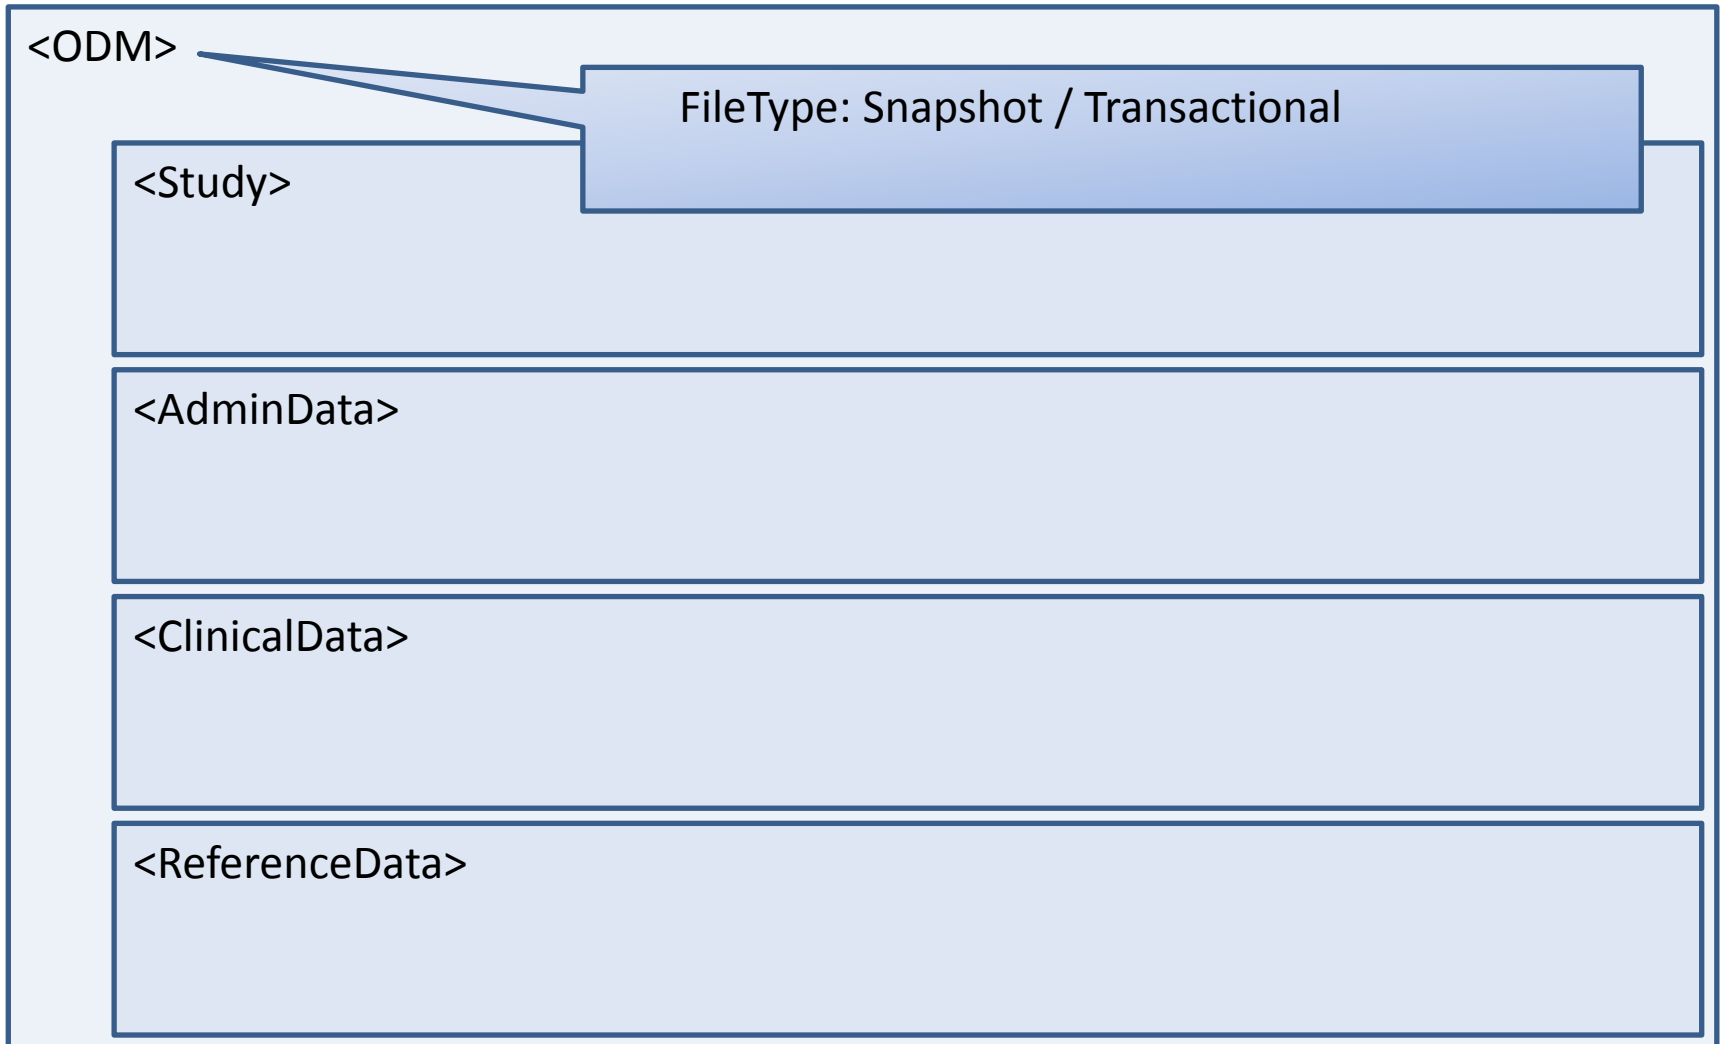 <ODM>
FileType: Snapshot / Transactional
<Study>
<AdminData>
<ClinicalData>
<ReferenceData>